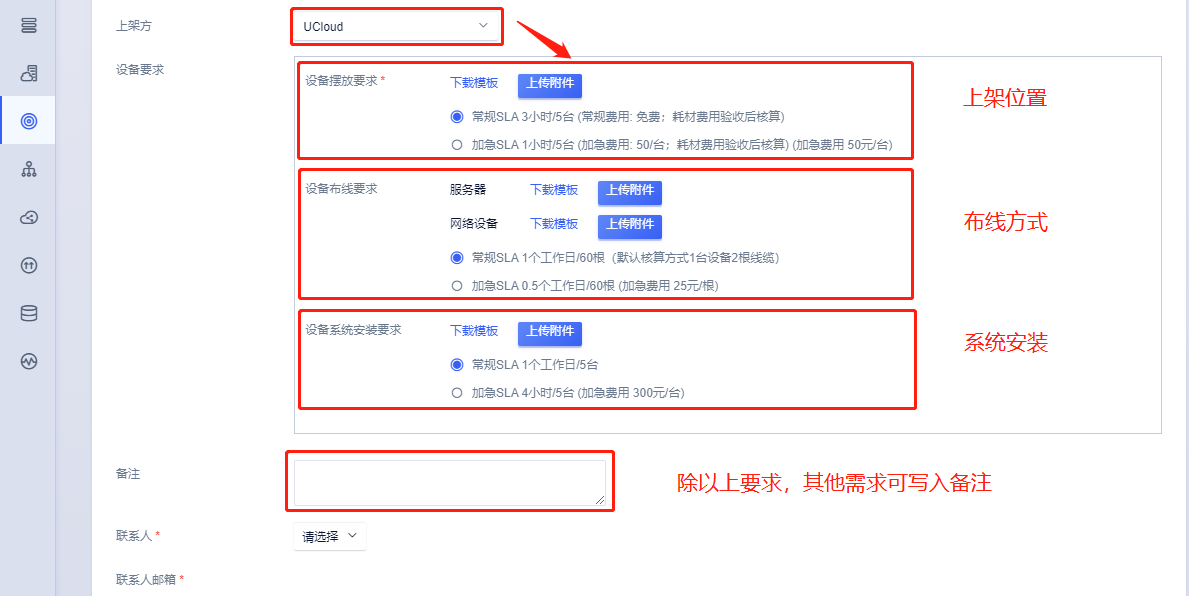 上架方
UCloud
设备要求
设备摆放要求 *
下载模板
上传附件
上架位置
常规SLA 3小时/5台 (常规费用: 免费；耗材费用验收后核算)
加急SLA 1小时/5台 (加急费用: 50/台；耗材费用验收后核算) (加急费用 50元/台)
设备布线要求
服务器
下载模板
上传附件
网络设备
下载模板
上传附件
布线方式
常规SLA 1个工作日/60根（默认核算方式1台设备2根线缆）
加急SLA 0.5个工作日/60根 (加急费用 25元/根)
设备系统安装要求
下载模板
上传附件
系统安装
常规SLA 1个工作日/5台
加急SLA 4小时/5台 (加急费用 300元/台)
备注
除以上要求，其他需求可写入备注
联系人 *
请选择
联系人邮箱 *